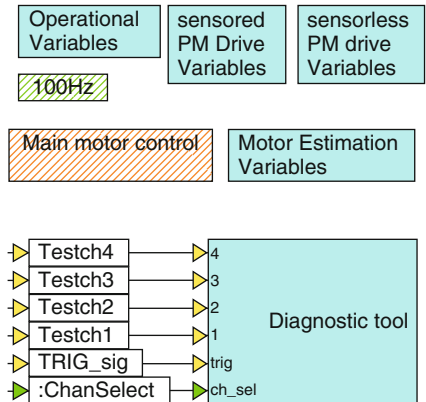 Operational
Variables
sensored
PM Drive
Variables
sensorless
PM drive
Variables
100Hz
Main motor control
Motor Estimation
Variables
Testch4
4
Testch3
3
Testch2
2
Testch1
1
TRIG_sig
trig
:ChanSelect
ch_sel
Diagnostic tool